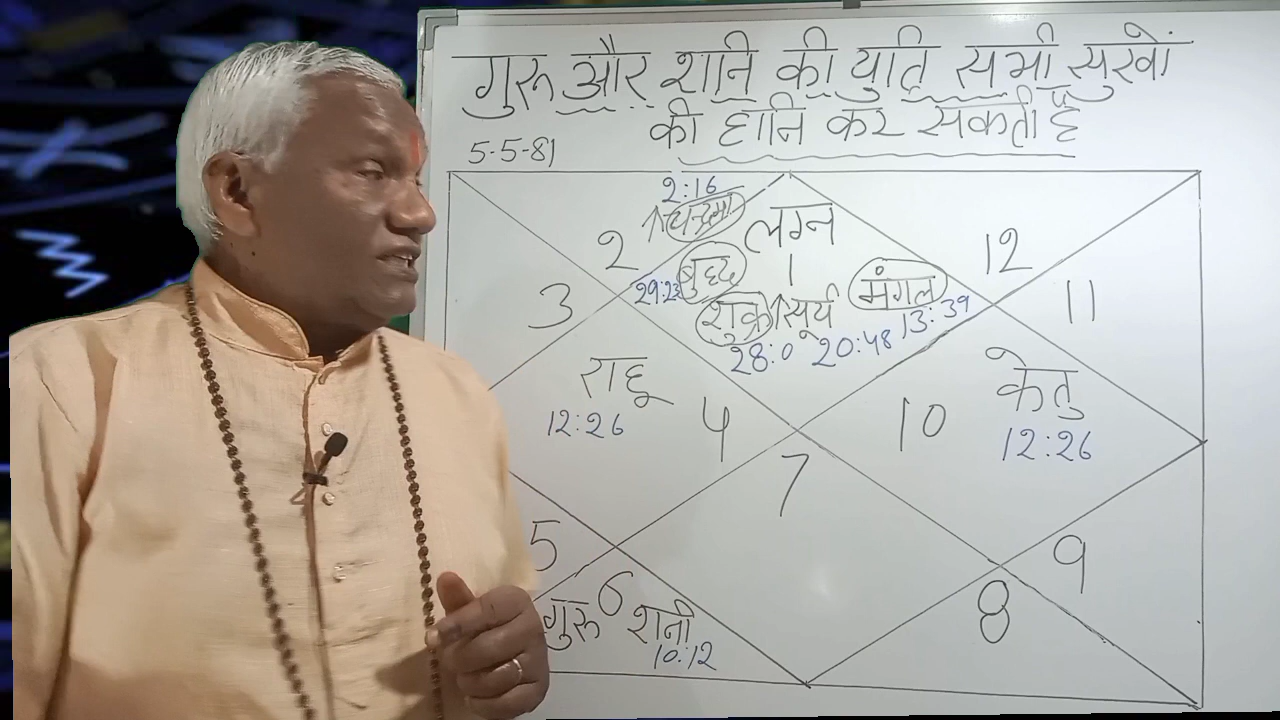 गुरू और शनि की युति सभी सुखों
की हानि कर सकती है
5-5-81
2:16
चन्द्रमा
लग्न
2
बुद्ध
1
मंगल
12
29:23
3
शुक्र सूर्य
13:39
11
28:0
20:48
राहू
केतु
12:26
4
10
12:26
7
5
9
6
8
गुरू
शनी
10:12